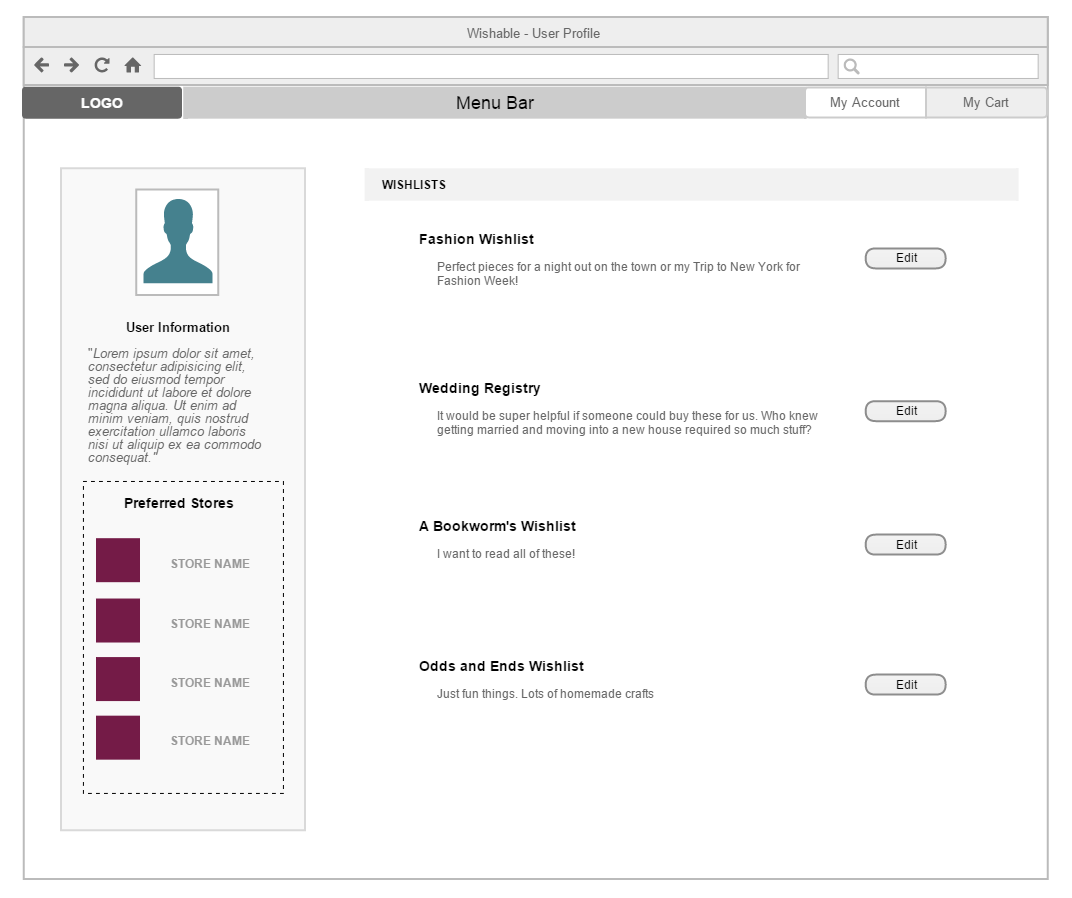 Wishable - User Profile
LOGO
Menu Bar
My Account
My Cart
User Information
"Lorem ipsum dolor sit amet,
consectetur adipisicing elit,
sed do eiusmod tempor
incididunt ut labore et dolore
magna aliqua. Ut enim ad
minim veniam, quis nostrud
exercitation ullamco laboris
nisi ut aliquip ex ea commodo
consequat."
Preferred Stores
STORE NAME
STORE NAME
STORE NAME
STORE NAME
WISHLISTS
Fashion Wishlist
Perfect pieces for a night out on the town or my Trip to New York for
Fashion Week!
Edit
Wedding Registry
It would be super helpful if someone could buy these for us. Who knew
getting married and moving into a new house required so much stuff?
Edit
A Bookworm's Wishlist
I want to read all of these!
Edit
Odds and Ends Wishlist
Just fun things. Lots of homemade crafts
Edit